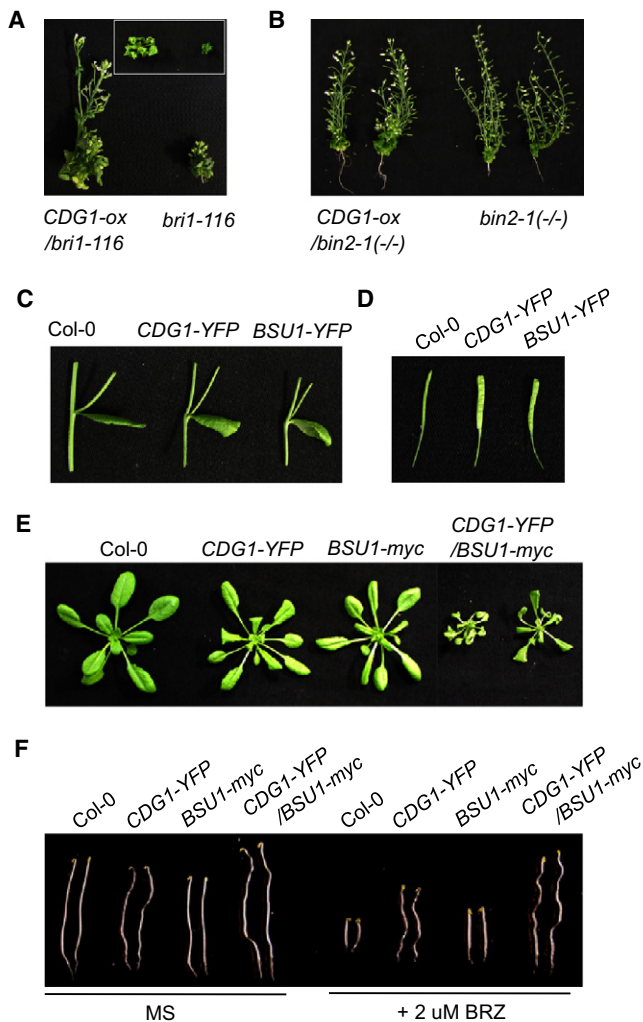 A
CDG1-ox
/bri1-116
bri1-116
B
CDG1-ox
/bin2-1(-/-)
bin2-1(-/-)
C
Col-0 CDG1-YFP BSU1-YFP
D
Col-0
CDG1-YFP
BSU1-YFP
E
Col-0 CDG1-YFP BSU1-myc
CDG1-YFP
/BSU1-myc
F
Col-0
CDG1-YFP
BSU1-myc
CDG1-YFP
/BSU1-myc
Col-0
CDG1-YFP
BSU1-myc
CDG1-YFP
/BSU1-myc
MS
+ 2 uM BRZ